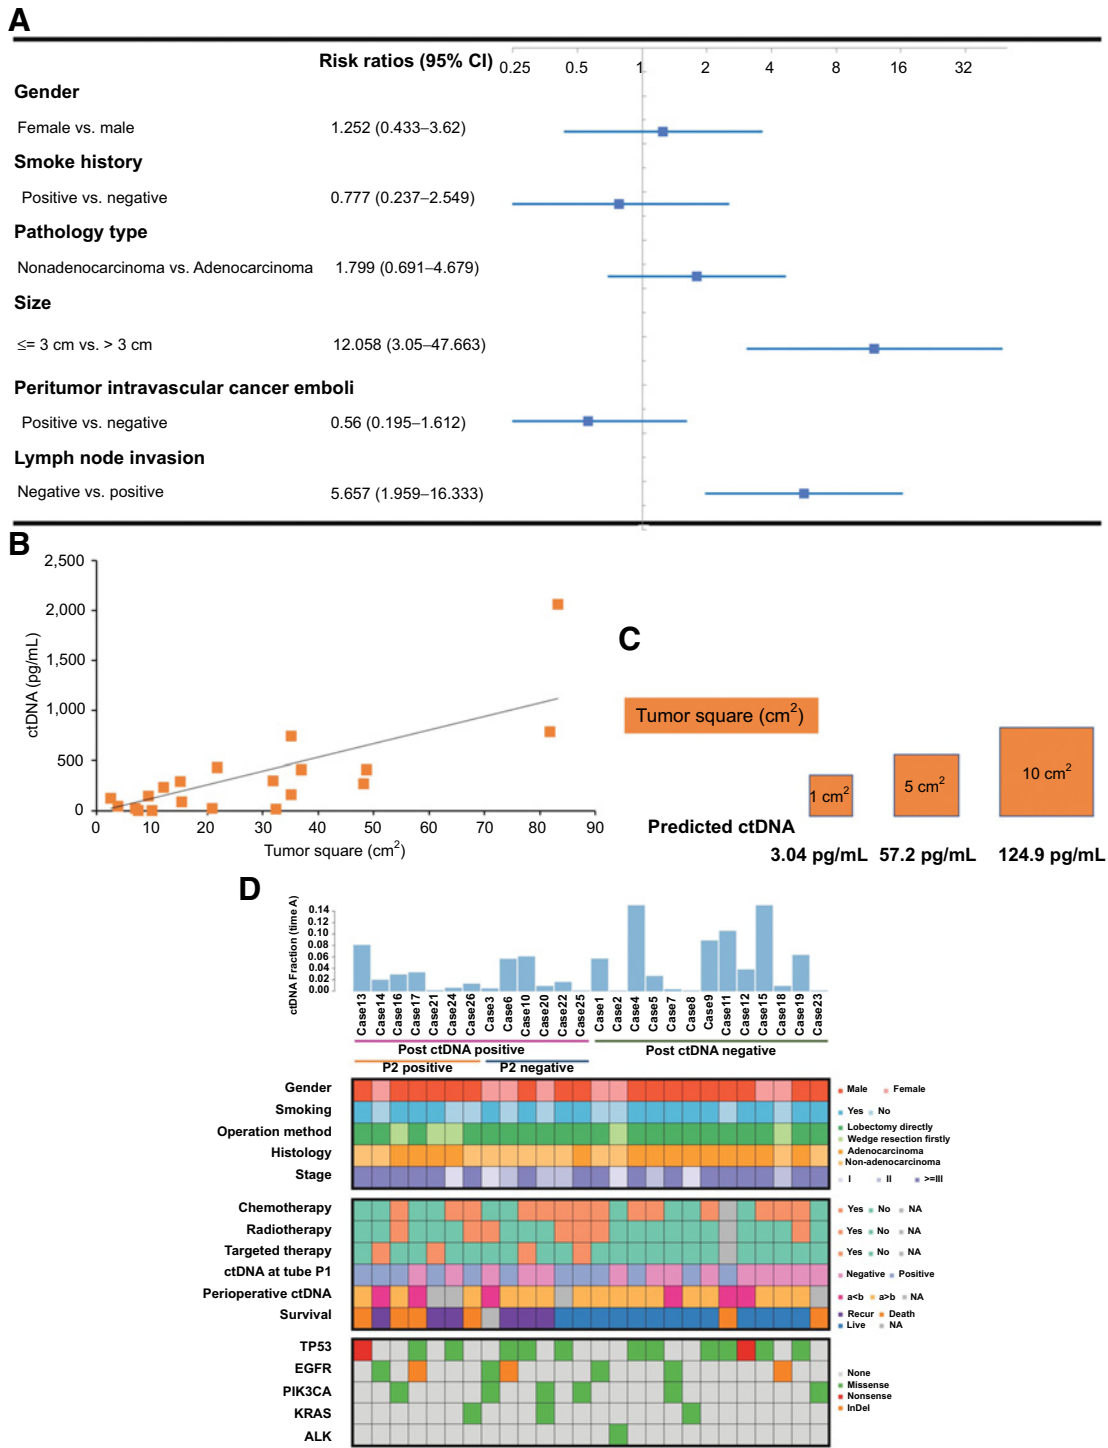 A
Risk ratios (95% CI) 0.25 0.5 1 2 4 8 16 32
Gender
Female vs. male 1.252 (0.433–3.62)
Smoke history
Positive vs. negative 0.777 (0.237–2.549)
Pathology type
Nonadenocarcinoma vs. Adenocarcinoma 1.799 (0.691–4.679)
Size
≤= 3 cm vs. > 3 cm 12.058 (3.05–47.663)
Peritumor intravascular cancer emboli
Positive vs. negative 0.56 (0.195–1.612)
Lymph node invasion
Negative vs. positive 5.657 (1.959–16.333)
B
ctDNA (pg/mL)
2,500
2,000
1,500
1,000
500
0
0 10 20 30 40 50 60 70 80 90
Tumor square (cm2)
C
Tumor square (cm2)
1 cm2 5 cm2 10 cm2
Predicted ctDNA
3.04 pg/mL 57.2 pg/mL 124.9 pg/mL
D
ctDNA Fraction (time A)
0.14
0.12
0.10
0.08
0.06
0.04
0.02
0.00
Case13 Case14 Case16 Case17 Case21 Case24 Case26 Case3 Case6 Case10 Case20 Case22 Case25 Case1 Case2 Case4 Case5 Case7 Case8 Case9 Case11 Case12 Case15 Case18 Case19 Case23
Post ctDNA positive Post ctDNA negative
P2 positive P2 negative
Gender Male Female
Smoking Yes No
Operation method Lobectomy directly
Wedge resection firstly
Histology Adenocarcinoma
Non-adenocarcinoma
Stage I II >=III
Chemotherapy Yes No NA
Radiotherapy Yes No NA
Targeted therapy Yes No NA
ctDNA at tube P1 Negative Positive
Perioperative ctDNA a<b a>b NA
Survival Recur Death
Live NA
TP53
EGFR
PIK3CA
KRAS
ALK
None
Missense
Nonsense
InDel